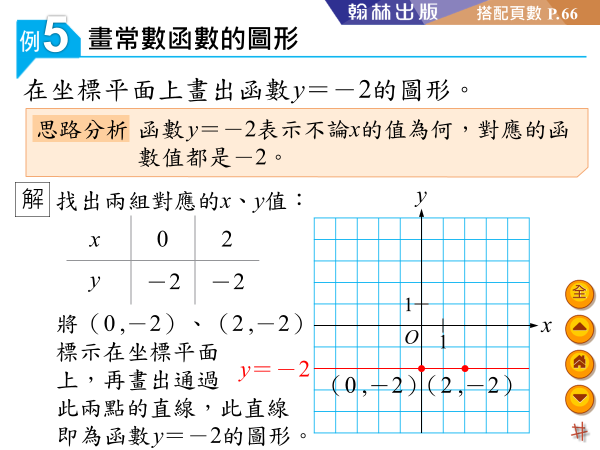 翰林出版 搭配頁數 P.66
例5 畫常數函數的圖形
在坐標平面上畫出函數y=-2的圖形。
思路分析 函數y=-2表示不論x的值為何,對應的函
數值都是-2。
解 找出兩組對應的x、y值:
x 0 2
y -2 -2
將(0,-2)、(2,-2)
標示在坐標平面
上,再畫出通過
此兩點的直線,此直線
即為函數y=-2的圖形。
y
1
O 1 x
y=-2
(0,-2) (2,-2)
全